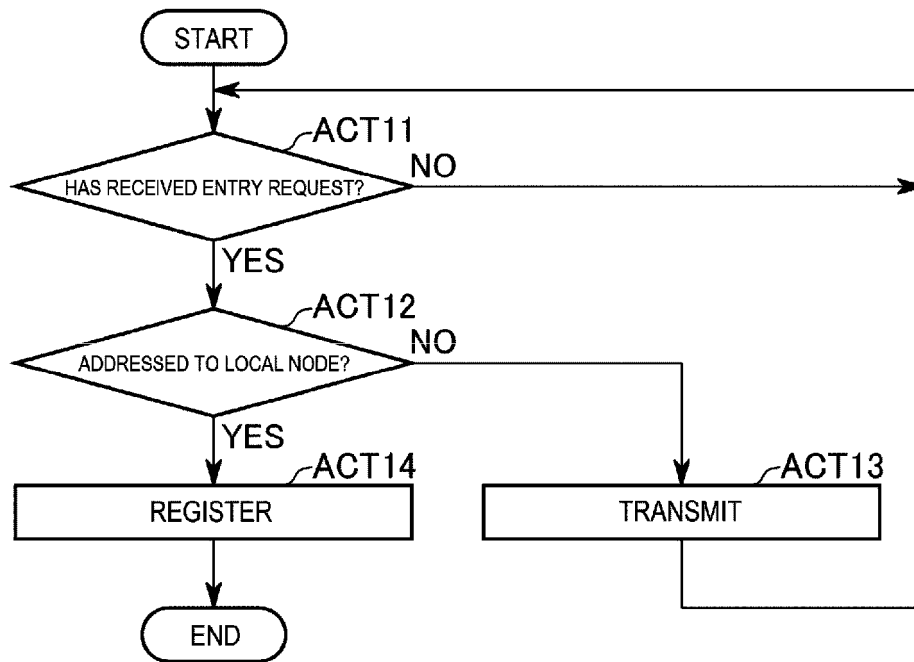 START
ACT11
HAS RECEIVED ENTRY REQUEST?
NO
YES
ACT12
ADDRESSED TO LOCAL NODE?
NO
YES
ACT14
REGISTER
ACT13
TRANSMIT
END